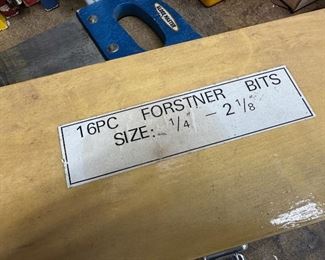 16PC FORSTNER BITS
SIZE: 1/4 - 2 1/8